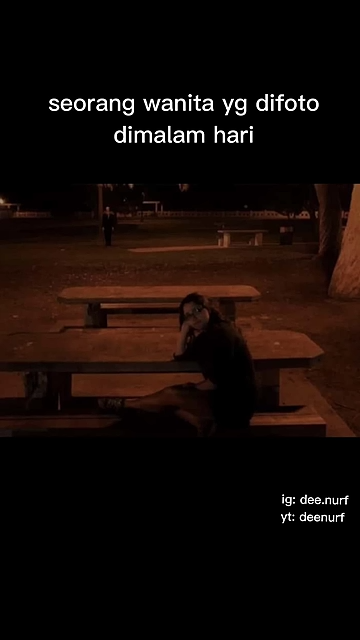 seorang wanita yg difoto
dimalam hari
ig: dee.nurf
yt: deenurf